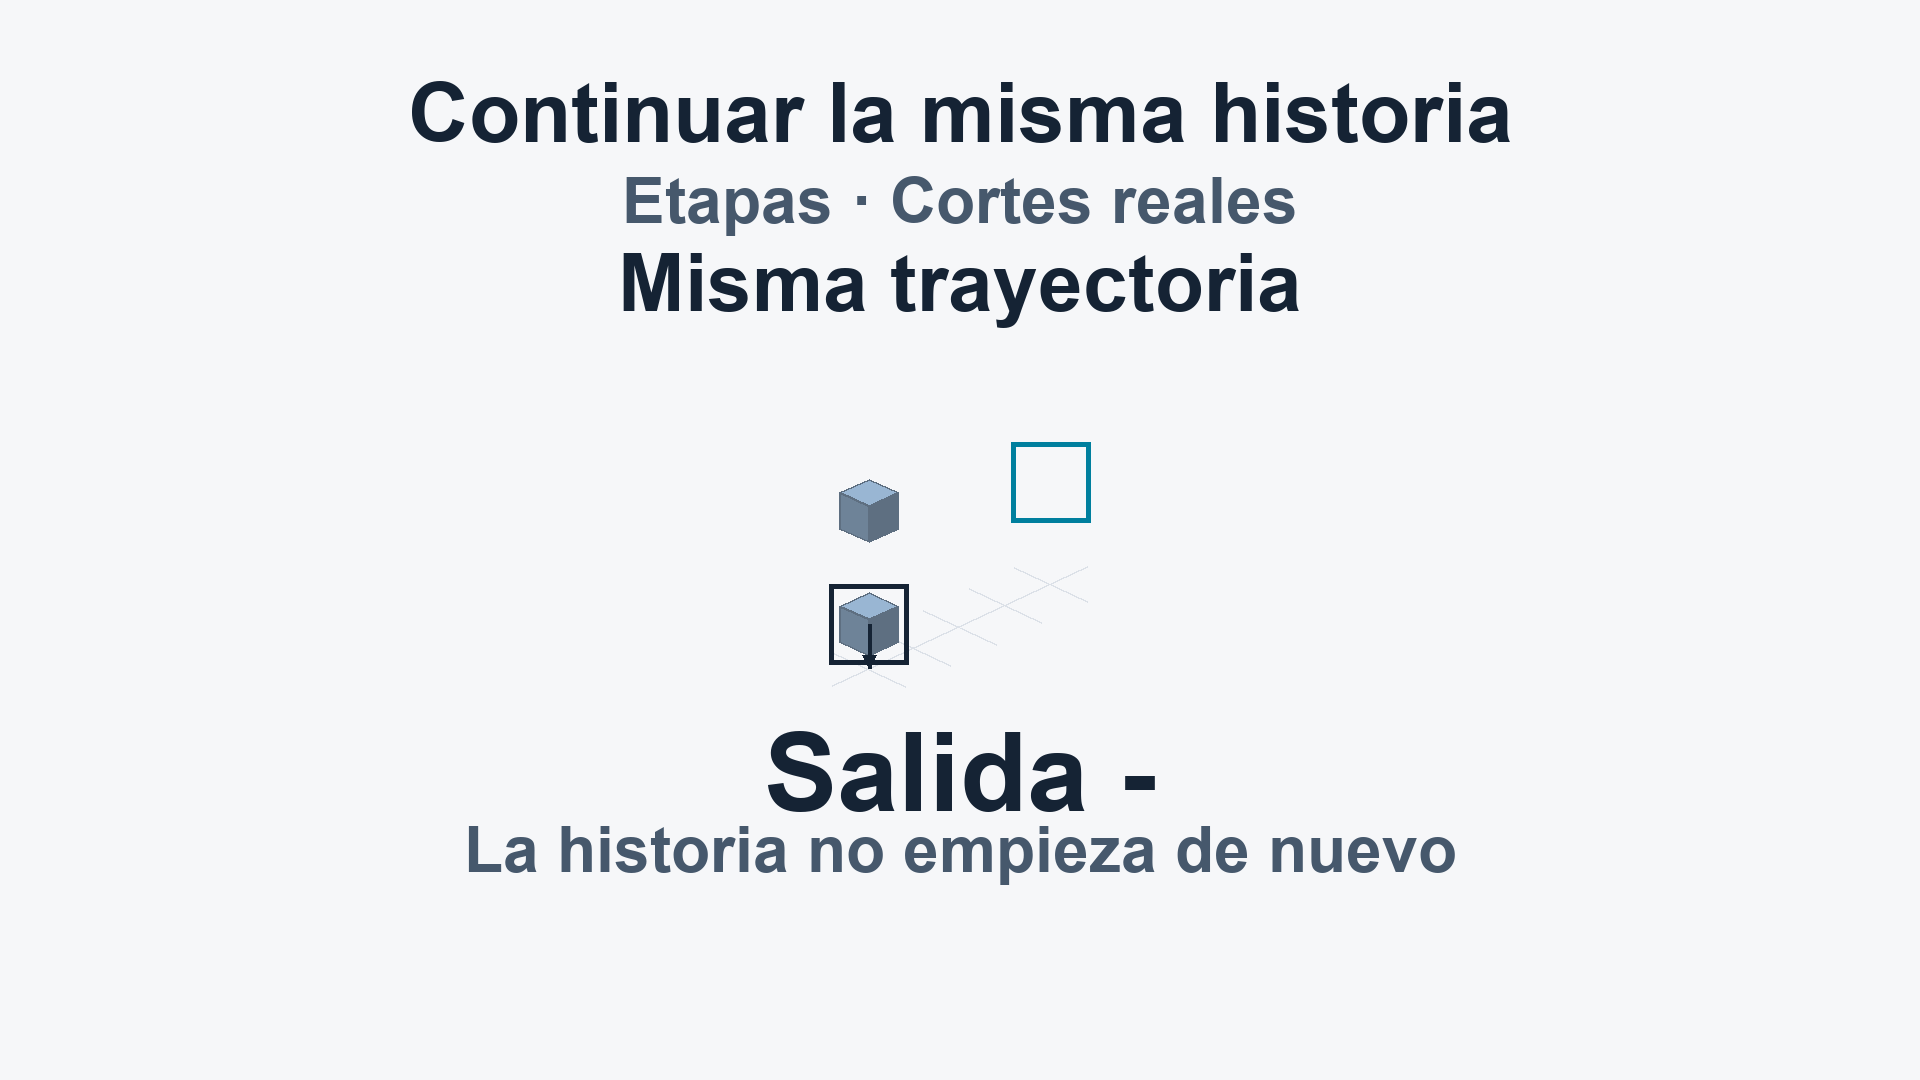 Continuar la misma historia
Etapas · Cortes reales
Misma trayectoria
Salida -
La historia no empieza de nuevo